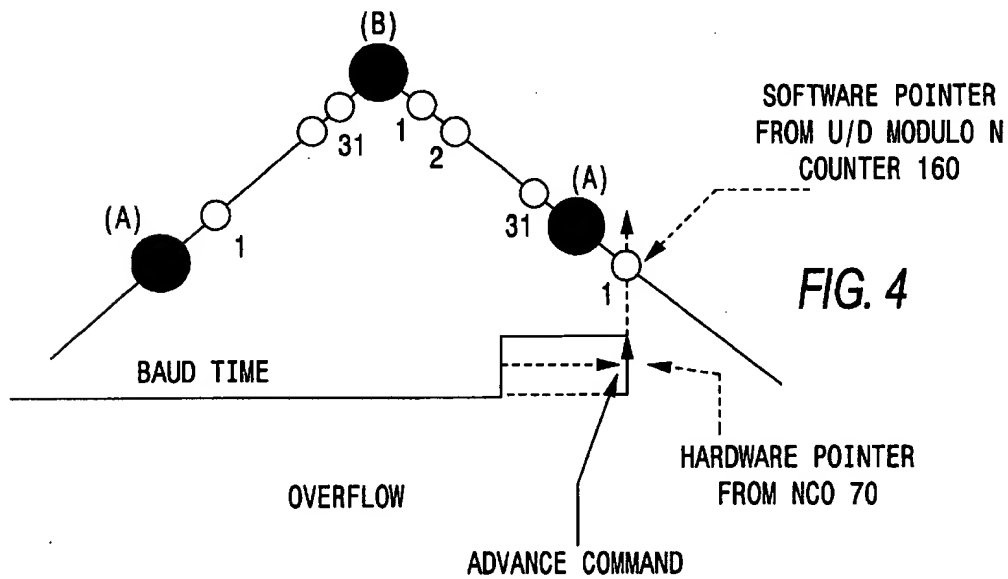 (B)
SOFTWARE POINTER
FROM U/D MODULO N
COUNTER 160
31
1
2
(A)
(A)
1
31
1
FIG. 4
BAUD TIME
HARDWARE POINTER
FROM NCO 70
OVERFLOW
ADVANCE COMMAND